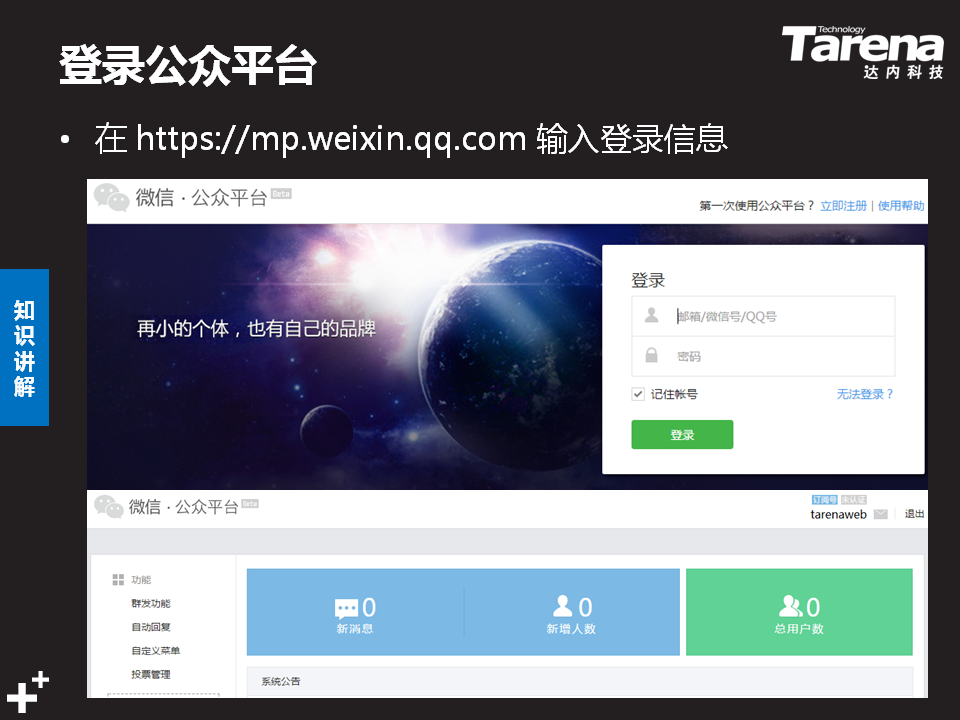 登录公众平台
Technology
Tarena
达内科技
• 在 https://mp.weixin.qq.com 输入登录信息
知识讲解
微信·公众平台 Beta
第一次使用公众平台？ 立即注册 | 使用帮助
再小的个体，也有自己的品牌
登录
邮箱/微信号/QQ号
密码
记住帐号 无法登录？
登录
微信·公众平台 Beta
订阅号 未认证
tarenaweb 退出
功能
群发功能
自动回复
自定义菜单
投票管理
0
新消息
0
新增人数
0
总用户数
系统公告